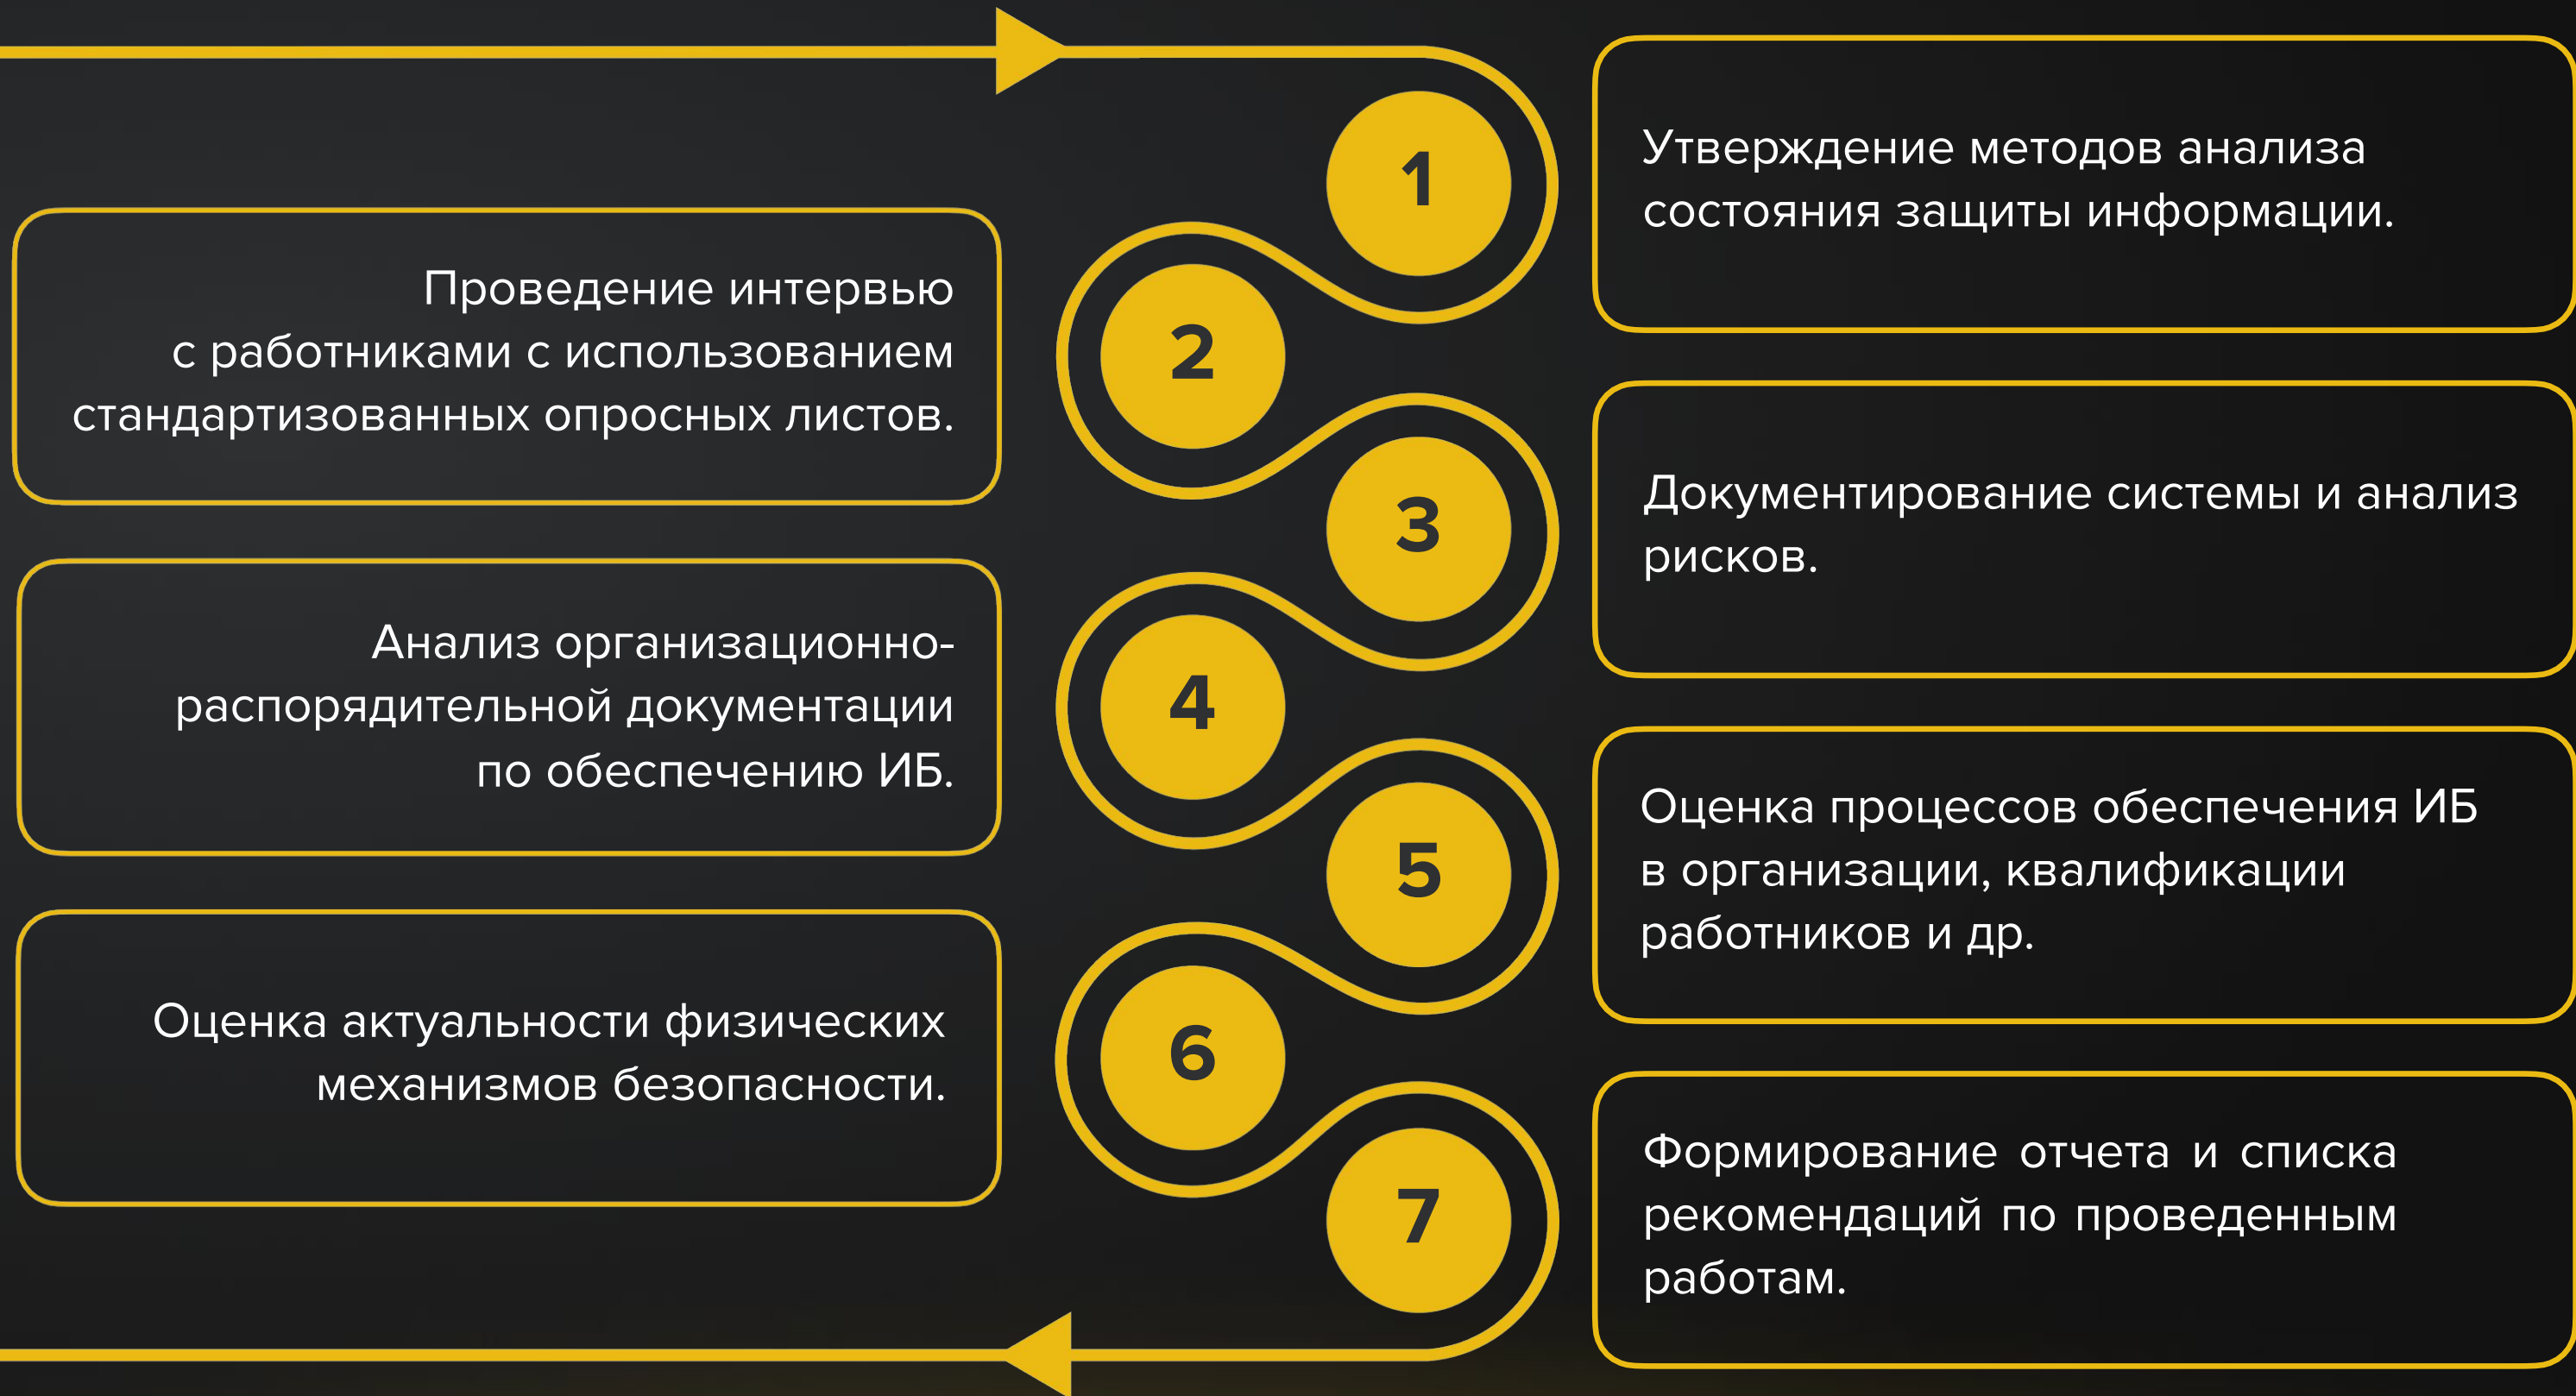 1
Утверждение методов анализа
состояния защиты информации.
2
Проведение интервью
с работниками с использованием
стандартизованных опросных листов.
3
Документирование системы и анализ
рисков.
4
Анализ организационно-
распорядительной документации
по обеспечению ИБ.
5
Оценка процессов обеспечения ИБ
в организации, квалификации
работников и др.
6
Оценка актуальности физических
механизмов безопасности.
7
Формирование отчета и списка
рекомендаций по проведенным
работам.